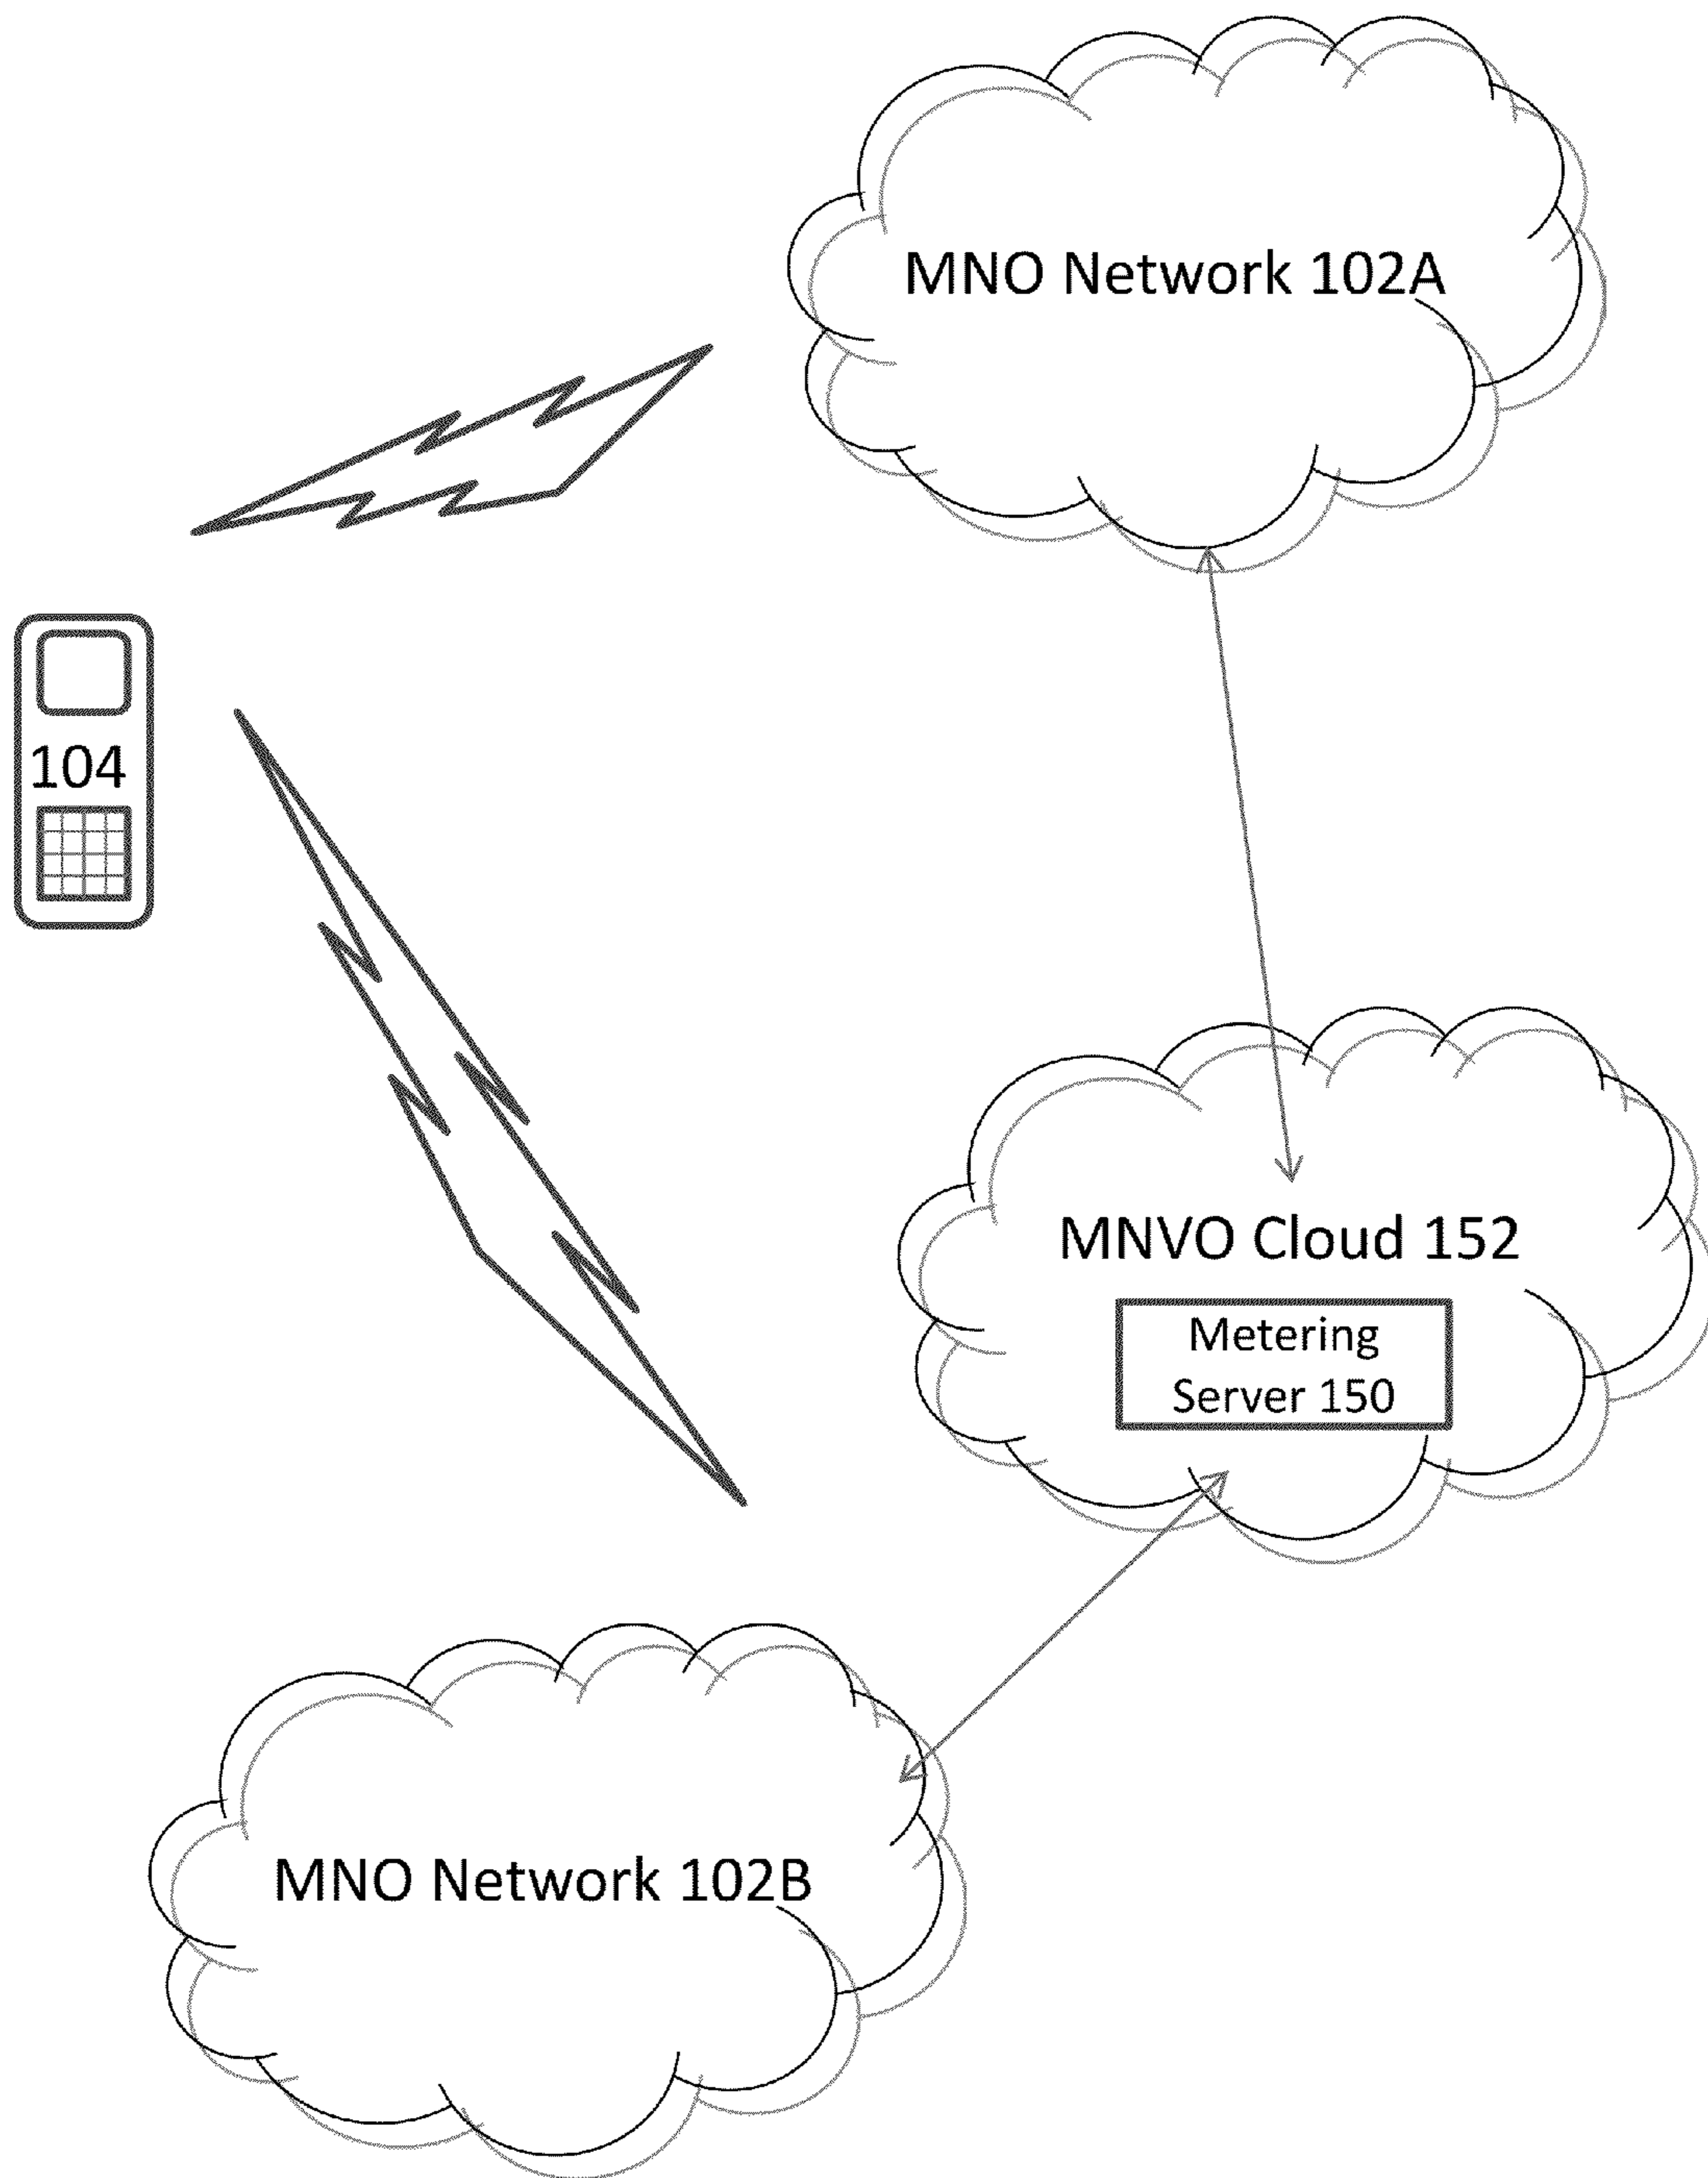 MNO Network 102A
104
MNVO Cloud 152
Metering
Server 150
MNO Network 102B